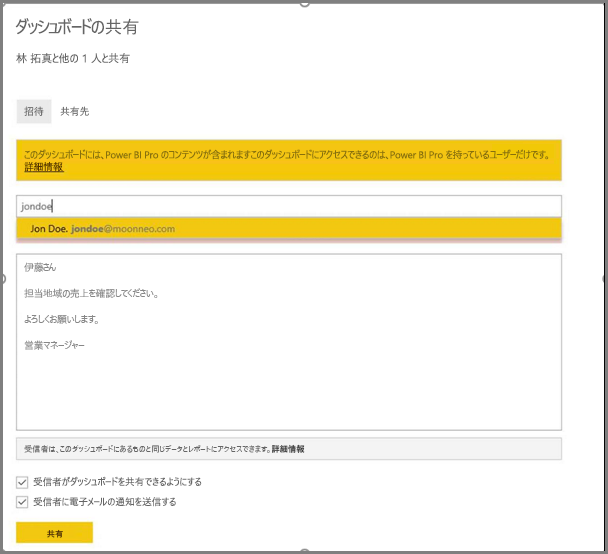 ダッシュボードの共有
林 拓真と他の 1 人と共有
招待 共有先
このダッシュボードには、Power BI Pro のコンテンツが含まれますこのダッシュボードにアクセスできるのは、Power BI Pro を持っているユーザーだけです。
詳細情報
jondoe
Jon Doe. jondoe@moonneo.com
伊藤さん
担当地域の売上を確認してください。
よろしくお願いします。
営業マネージャー
受信者は、このダッシュボードにあるものと同じデータとレポートにアクセスできます。詳細情報
受信者がダッシュボードを共有できるようにする
受信者に電子メールの通知を送信する
共有